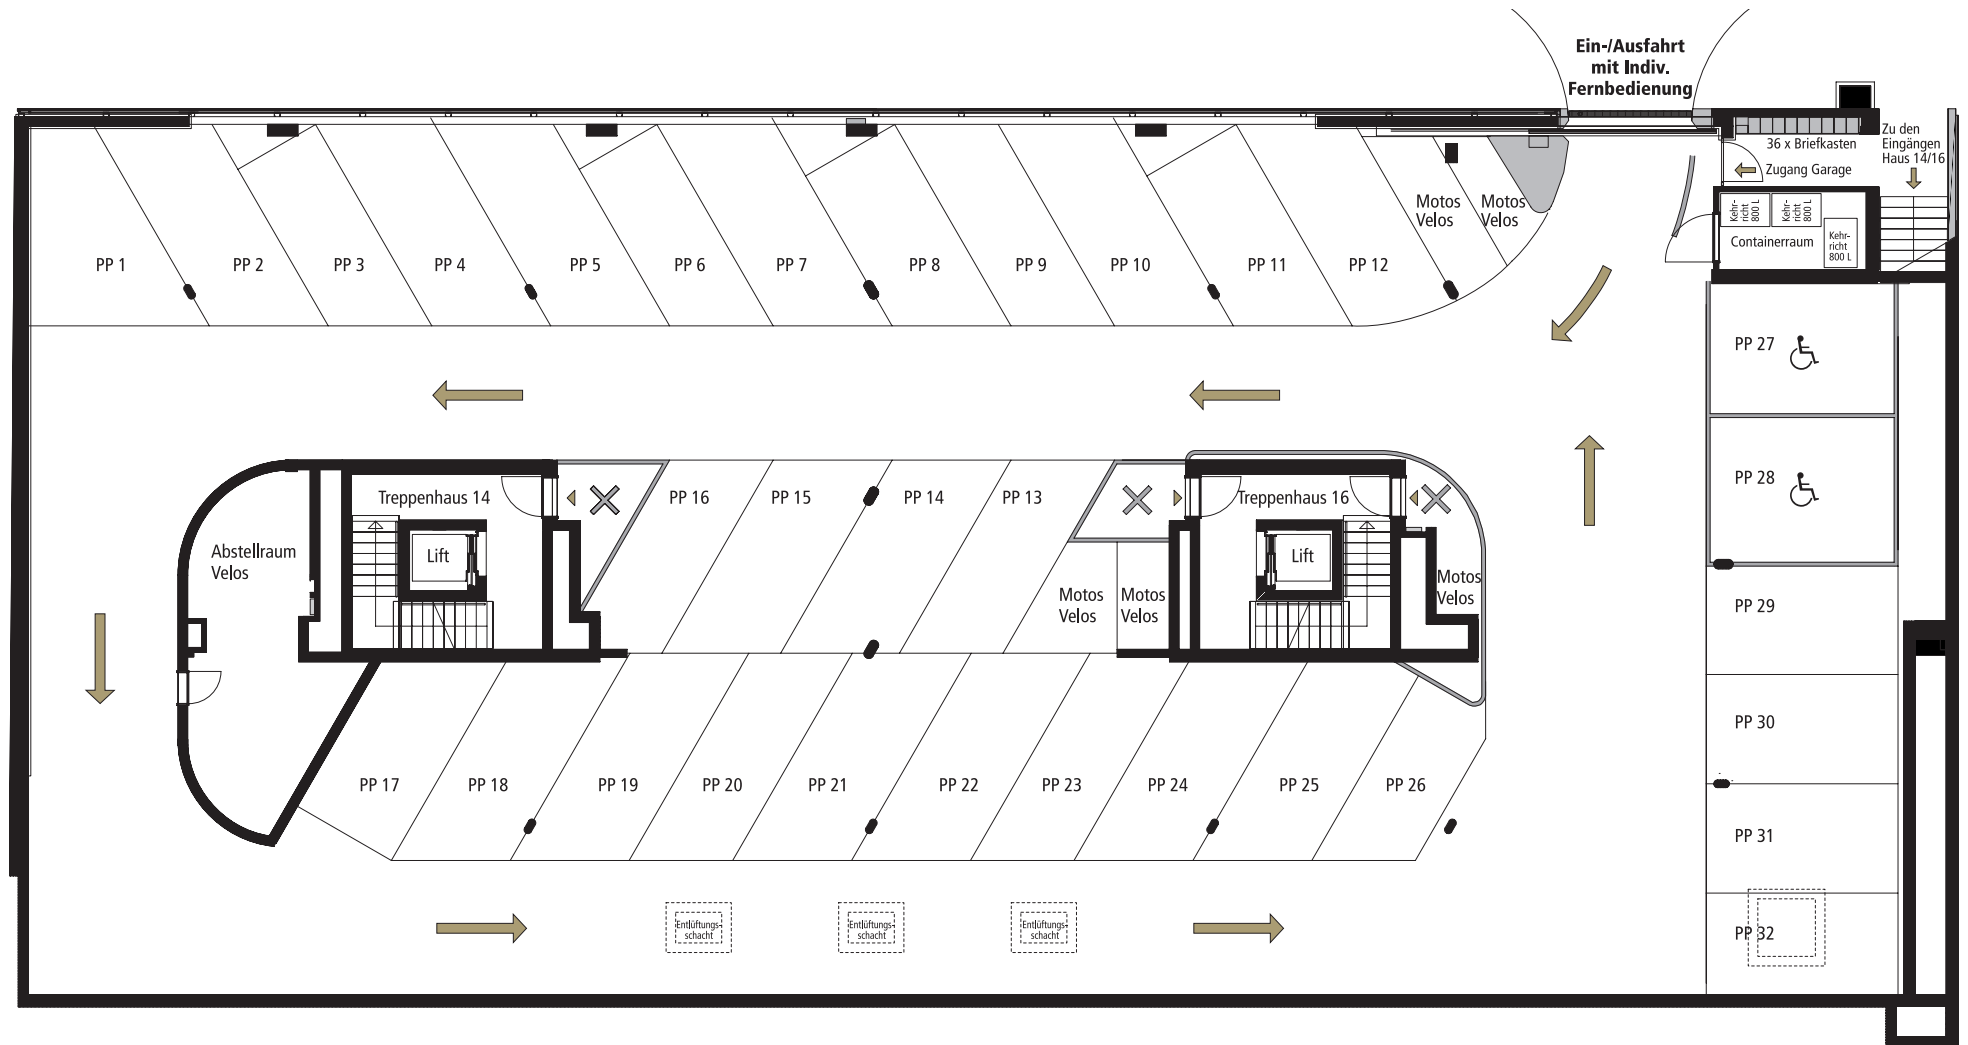 Ein-/Ausfahrt
mit Indiv.
Fernbedienung
36 x Briefkasten
Zugang Garage
Zu den
Eingängen
Haus 14/16
Motos
Velos
Motos
Velos
Kehr-
richt
800 L
Kehr-
richt
800 L
Kehr-
richt
800 L
Containerraum
PP 1
PP 2
PP 3
PP 4
PP 5
PP 6
PP 7
PP 8
PP 9
PP 10
PP 11
PP 12
PP 27
PP 28
Treppenhaus 14
PP 16
PP 15
PP 14
PP 13
Treppenhaus 16
Abstellraum
Velos
Lift
Lift
Motos
Velos
Motos
Velos
Motos
Velos
PP 29
PP 30
PP 17
PP 18
PP 19
PP 20
PP 21
PP 22
PP 23
PP 24
PP 25
PP 26
PP 31
Entlüftungs-
schacht
Entlüftungs-
schacht
Entlüftungs-
schacht
PP 32